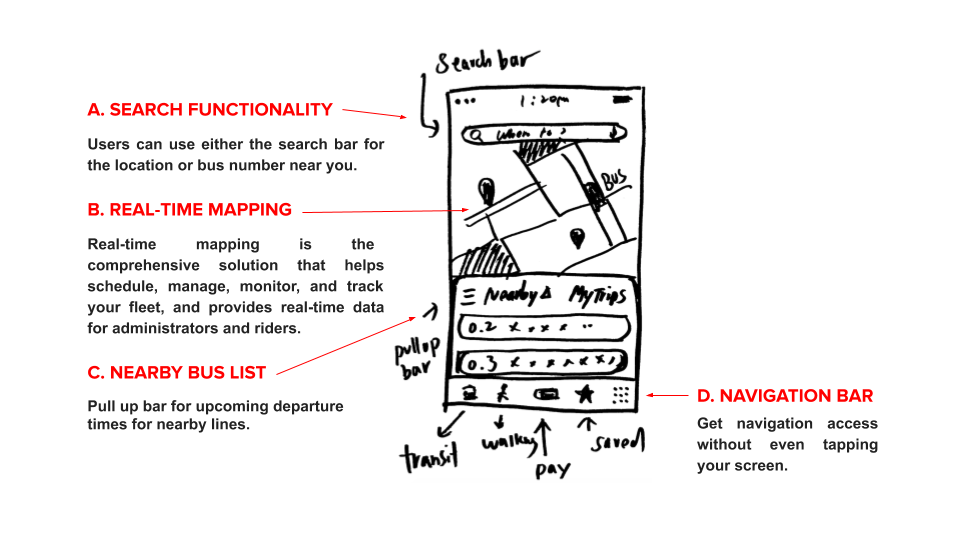 Search bar
1:20pm
When to?
A. SEARCH FUNCTIONALITY
Users can use either the search bar for
the location or bus number near you.
BUS
B. REAL-TIME MAPPING
Real-time mapping is the
comprehensive solution that helps
schedule, manage, monitor, and track
your fleet, and provides real-time data
for administrators and riders.
Nearby
MyTrips
0.2
0.3
pull up
bar
C. NEARBY BUS LIST
Pull up bar for upcoming departure
times for nearby lines.
D. NAVIGATION BAR
Get navigation access
without even tapping
your screen.
transit
pay
saved